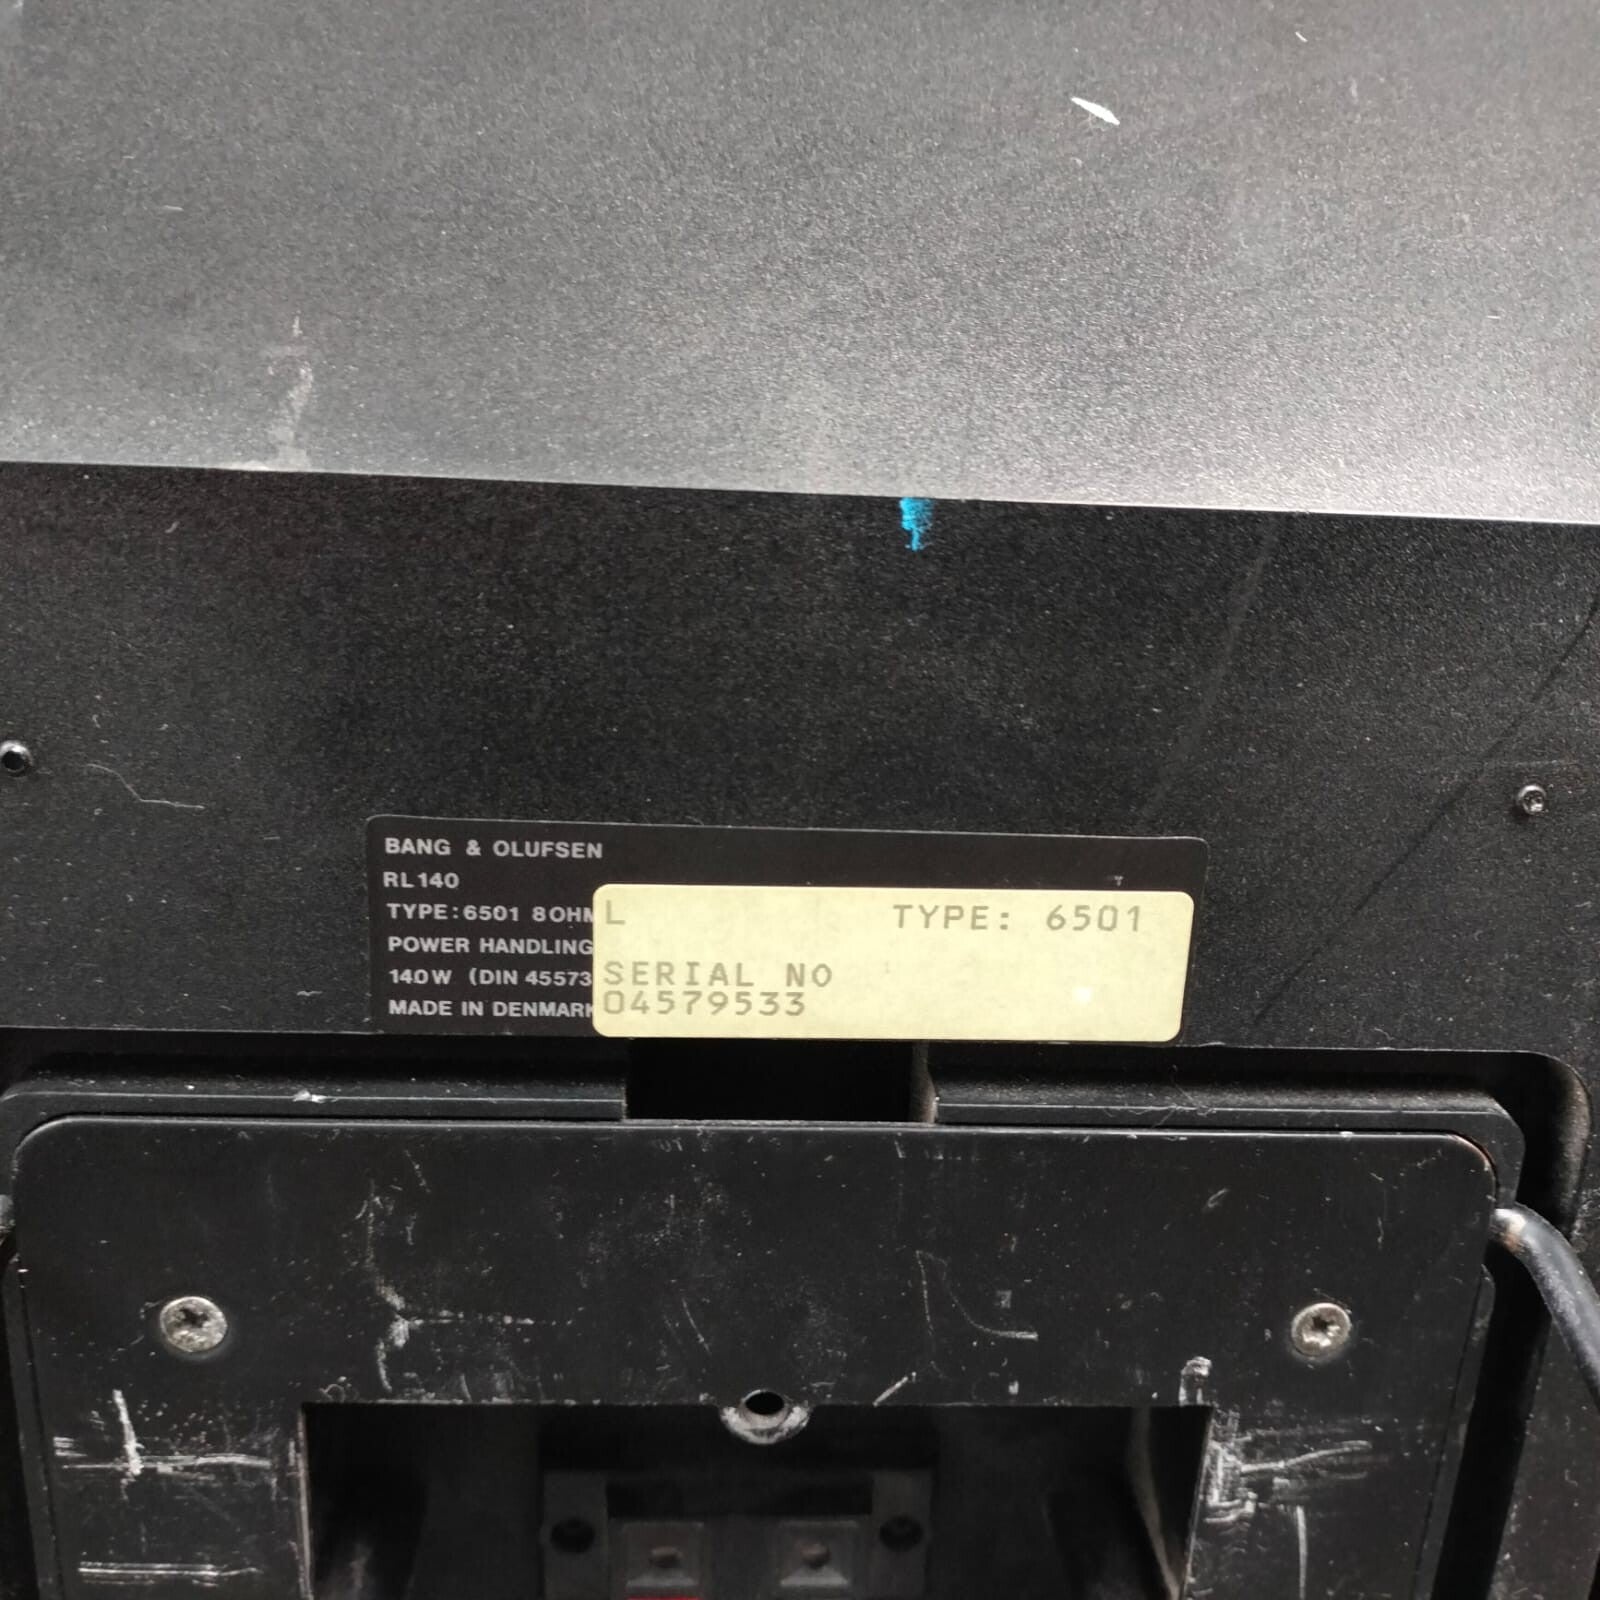 BANG & OLUFSEN
RL140
TYPE:6501 8OHM
POWER HANDLING
140W (DIN 45573
MADE IN DENMARK
L TYPE: 6501
SERIAL NO
04579533